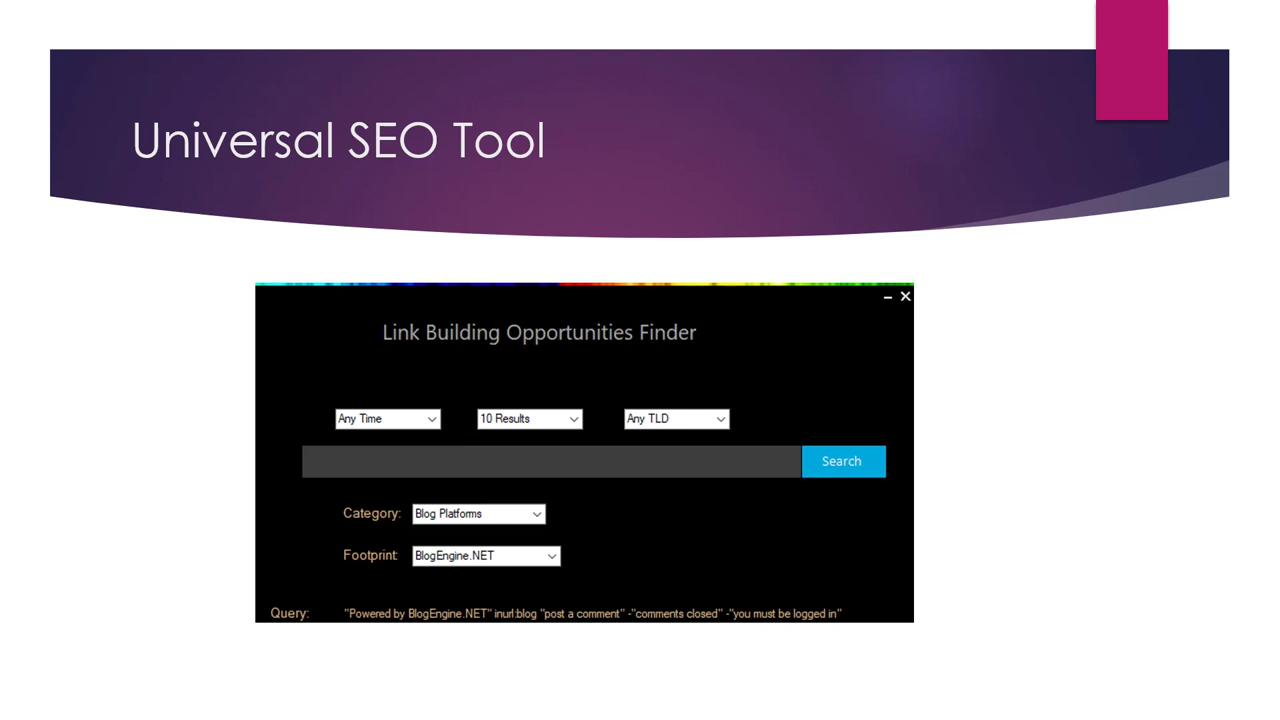 Universal SEO Tool
Link Building Opportunities Finder
Any Time 10 Results Any TLD
Search
Category: Blog Platforms
Footprint: BlogEngine.NET
Query: "Powered by BlogEngine.NET" inurl:blog "post a comment" -"comments closed" -"you must be logged in"